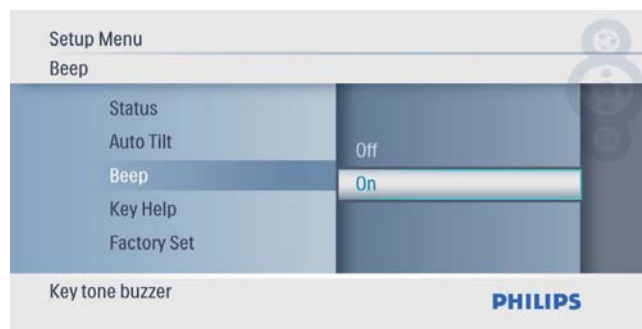 Setup Menu
Beep
Status
Auto Tilt
Beep
Key Help
Factory Set
Off
On
Key tone buzzer
PHILIPS